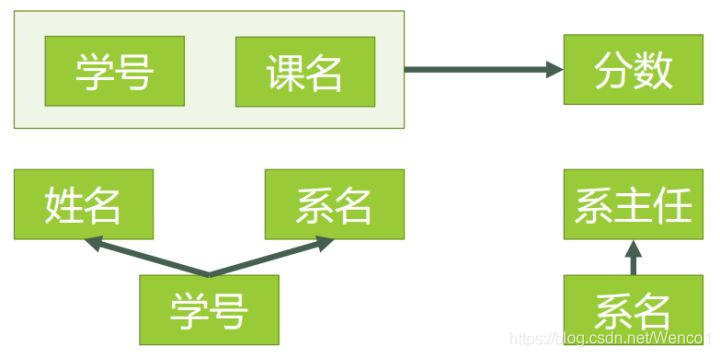 学号
课名
分数
姓名
系名
系主任
学号
系名
https://blog.csdn.net/Wenco1